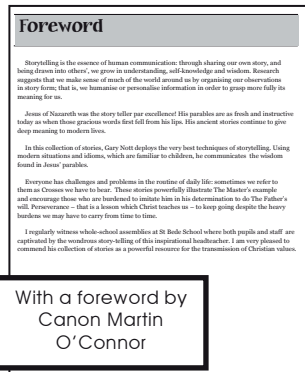 Foreword
Storytelling is the essence of human communication: through sharing our own story, and
being drawn into others', we grow in understanding, self-knowledge and wisdom. Research
suggests that we make sense of much of the world around us by organising our observations
in story form; that is, we humanise or personalise information in order to grasp more fully its
meaning for us.
Jesus of Nazareth was the story teller par excellence! His parables are as fresh and instructive
today as when those gracious words first fell from his lips. His ancient stories continue to give
deep meaning to modern lives.
In this collection of stories, Gary Nott deploys the very best techniques of storytelling. Using
modern situations and idioms, which are familiar to children, he communicates the wisdom
found in Jesus' parables.
Everyone has challenges and problems in the routine of daily life: sometimes we refer to
them as Crosses we have to bear. These stories powerfully illustrate The Master's example
and encourage those who are burdened to imitate him in his determination to do The Father's
will. Perseverance – that is a lesson which Christ teaches us – to keep going despite the heavy
burdens we may have to carry from time to time.
I regularly witness whole-school assemblies at St Bede School where both pupils and staff are
captivated by the wondrous story-telling of this inspirational headteacher. I am very pleased to
commend his collection of stories as a powerful resource for the transmission of Christian values.
With a foreword by
Canon Martin
O'Connor